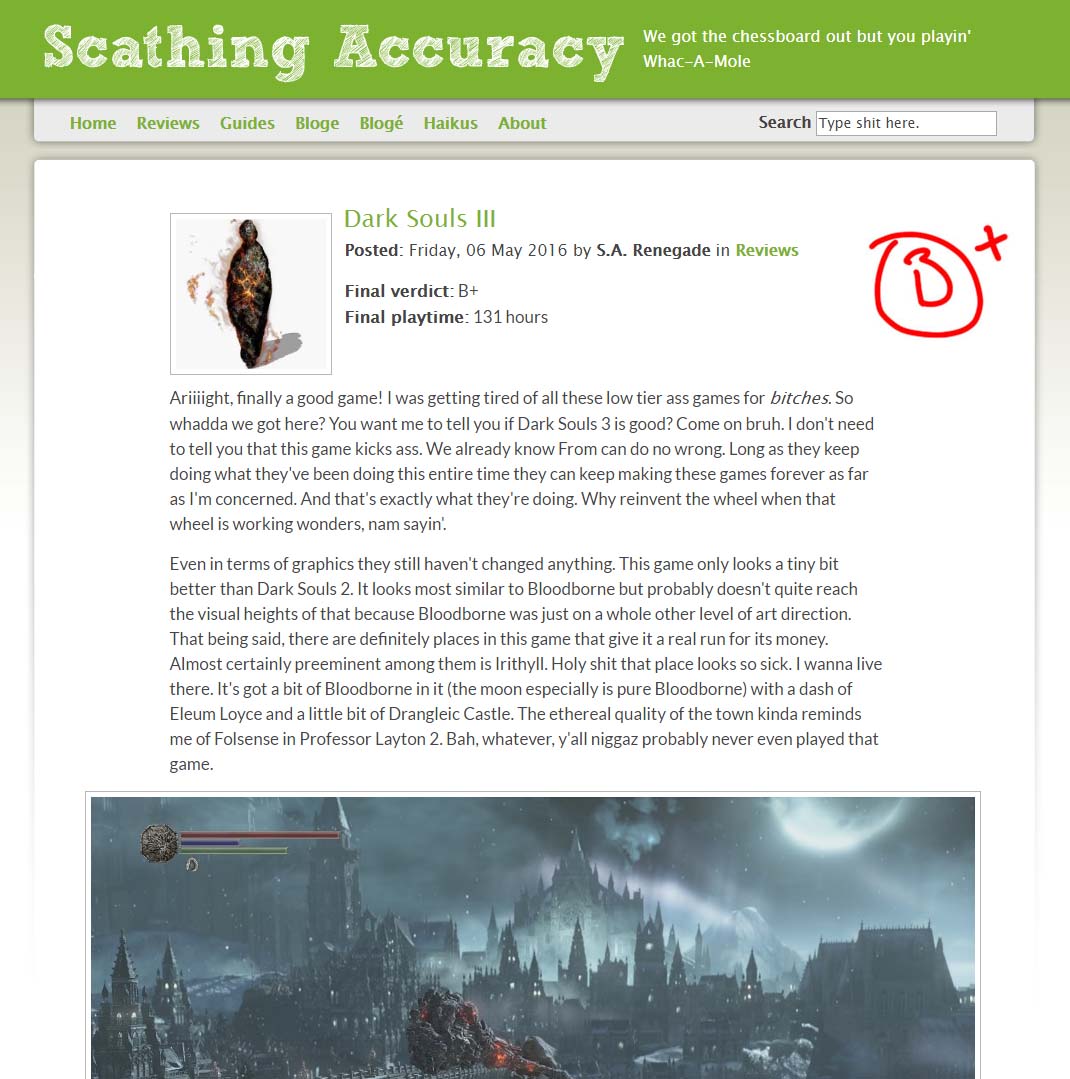 Scathing Accuracy
We got the chessboard out but you playin'
Whac-A-Mole
Home Reviews Guides Bloge Blogé Haikus About
Search Type shit here.
Dark Souls III
Posted: Friday, 06 May 2016 by S.A. Renegade in Reviews
B+
Final verdict: B+
Final playtime: 131 hours
Ariiiight, finally a good game! I was getting tired of all these low tier ass games for bitches. So
whadda we got here? You want me to tell you if Dark Souls 3 is good? Come on bruh. I don't need
to tell you that this game kicks ass. We already know From can do no wrong. Long as they keep
doing what they've been doing this entire time they can keep making these games forever as far
as I'm concerned. And that's exactly what they're doing. Why reinvent the wheel when that
wheel is working wonders, nam sayin'.
Even in terms of graphics they still haven't changed anything. This game only looks a tiny bit
better than Dark Souls 2. It looks most similar to Bloodborne but probably doesn't quite reach
the visual heights of that because Bloodborne was just on a whole other level of art direction.
That being said, there are definitely places in this game that give it a real run for its money.
Almost certainly preeminent among them is Irithyll. Holy shit that place looks so sick. I wanna live
there. It's got a bit of Bloodborne in it (the moon especially is pure Bloodborne) with a dash of
Eleum Loyce and a little bit of Drangleic Castle. The ethereal quality of the town kinda reminds
me of Folsense in Professor Layton 2. Bah, whatever, y'all niggaz probably never even played that
game.